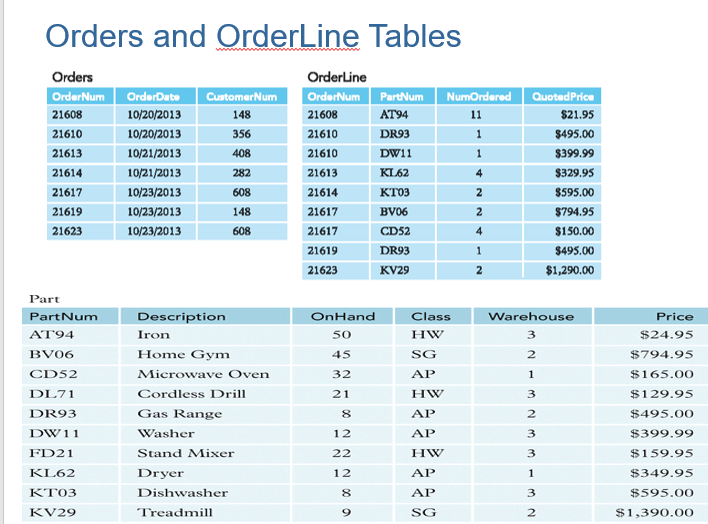 Orders and OrderLine Tables
Orders
OrderNum OrderDate CustomerNum
21608 10/20/2013 148
21610 10/20/2013 356
21613 10/21/2013 408
21614 10/21/2013 282
21617 10/23/2013 608
21619 10/23/2013 148
21623 10/23/2013 608
OrderLine
OrderNum PartNum NumOrdered QuotedPrice
21608 AT94 11 $21.95
21610 DR93 1 $495.00
21610 DW11 1 $399.99
21613 KL62 4 $329.95
21614 KT03 2 $595.00
21617 BV06 2 $794.95
21617 CD52 4 $150.00
21619 DR93 1 $495.00
21623 KV29 2 $1,290.00
Part
PartNum Description OnHand Class Warehouse Price
AT94 Iron 50 HW 3 $24.95
BV06 Home Gym 45 SG 2 $794.95
CD52 Microwave Oven 32 AP 1 $165.00
DL71 Cordless Drill 21 HW 3 $129.95
DR93 Gas Range 8 AP 2 $495.00
DW11 Washer 12 AP 3 $399.99
FD21 Stand Mixer 22 HW 3 $159.95
KL62 Dryer 12 AP 1 $349.95
KT03 Dishwasher 8 AP 3 $595.00
KV29 Treadmill 9 SG 2 $1,390.00